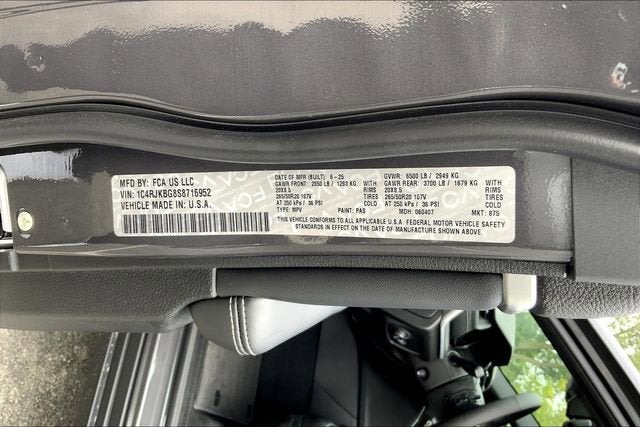 MFD BY: FCA US LLC
VIN: 1C4RJKBG8S8716952
VEHICLE MADE IN: U.S.A.
DATE OF MFR (BUILT) 4-25 GVWR: 6500 LB / 2949 KG
GAWR FRONT: 2850 LB / 1293 KG WITH GAWR REAR: 3700 LB / 1679 KG WITH
20X8.5 RIMS 20X8.5 RIMS
265/50R20 107V TIRES 265/50R20 107V TIRES
AT 250 kPa / 36 PSI COLD AT 250 kPa / 36 PSI COLD
TYPE: MPV PAINT: PAS MDH: 060407 MKT: 875
THIS VEHICLE CONFORMS TO ALL APPLICABLE U.S.A. FEDERAL MOTOR VEHICLE SAFETY
STANDARDS IN EFFECT ON THE DATE OF MANUFACTURE SHOWN ABOVE.